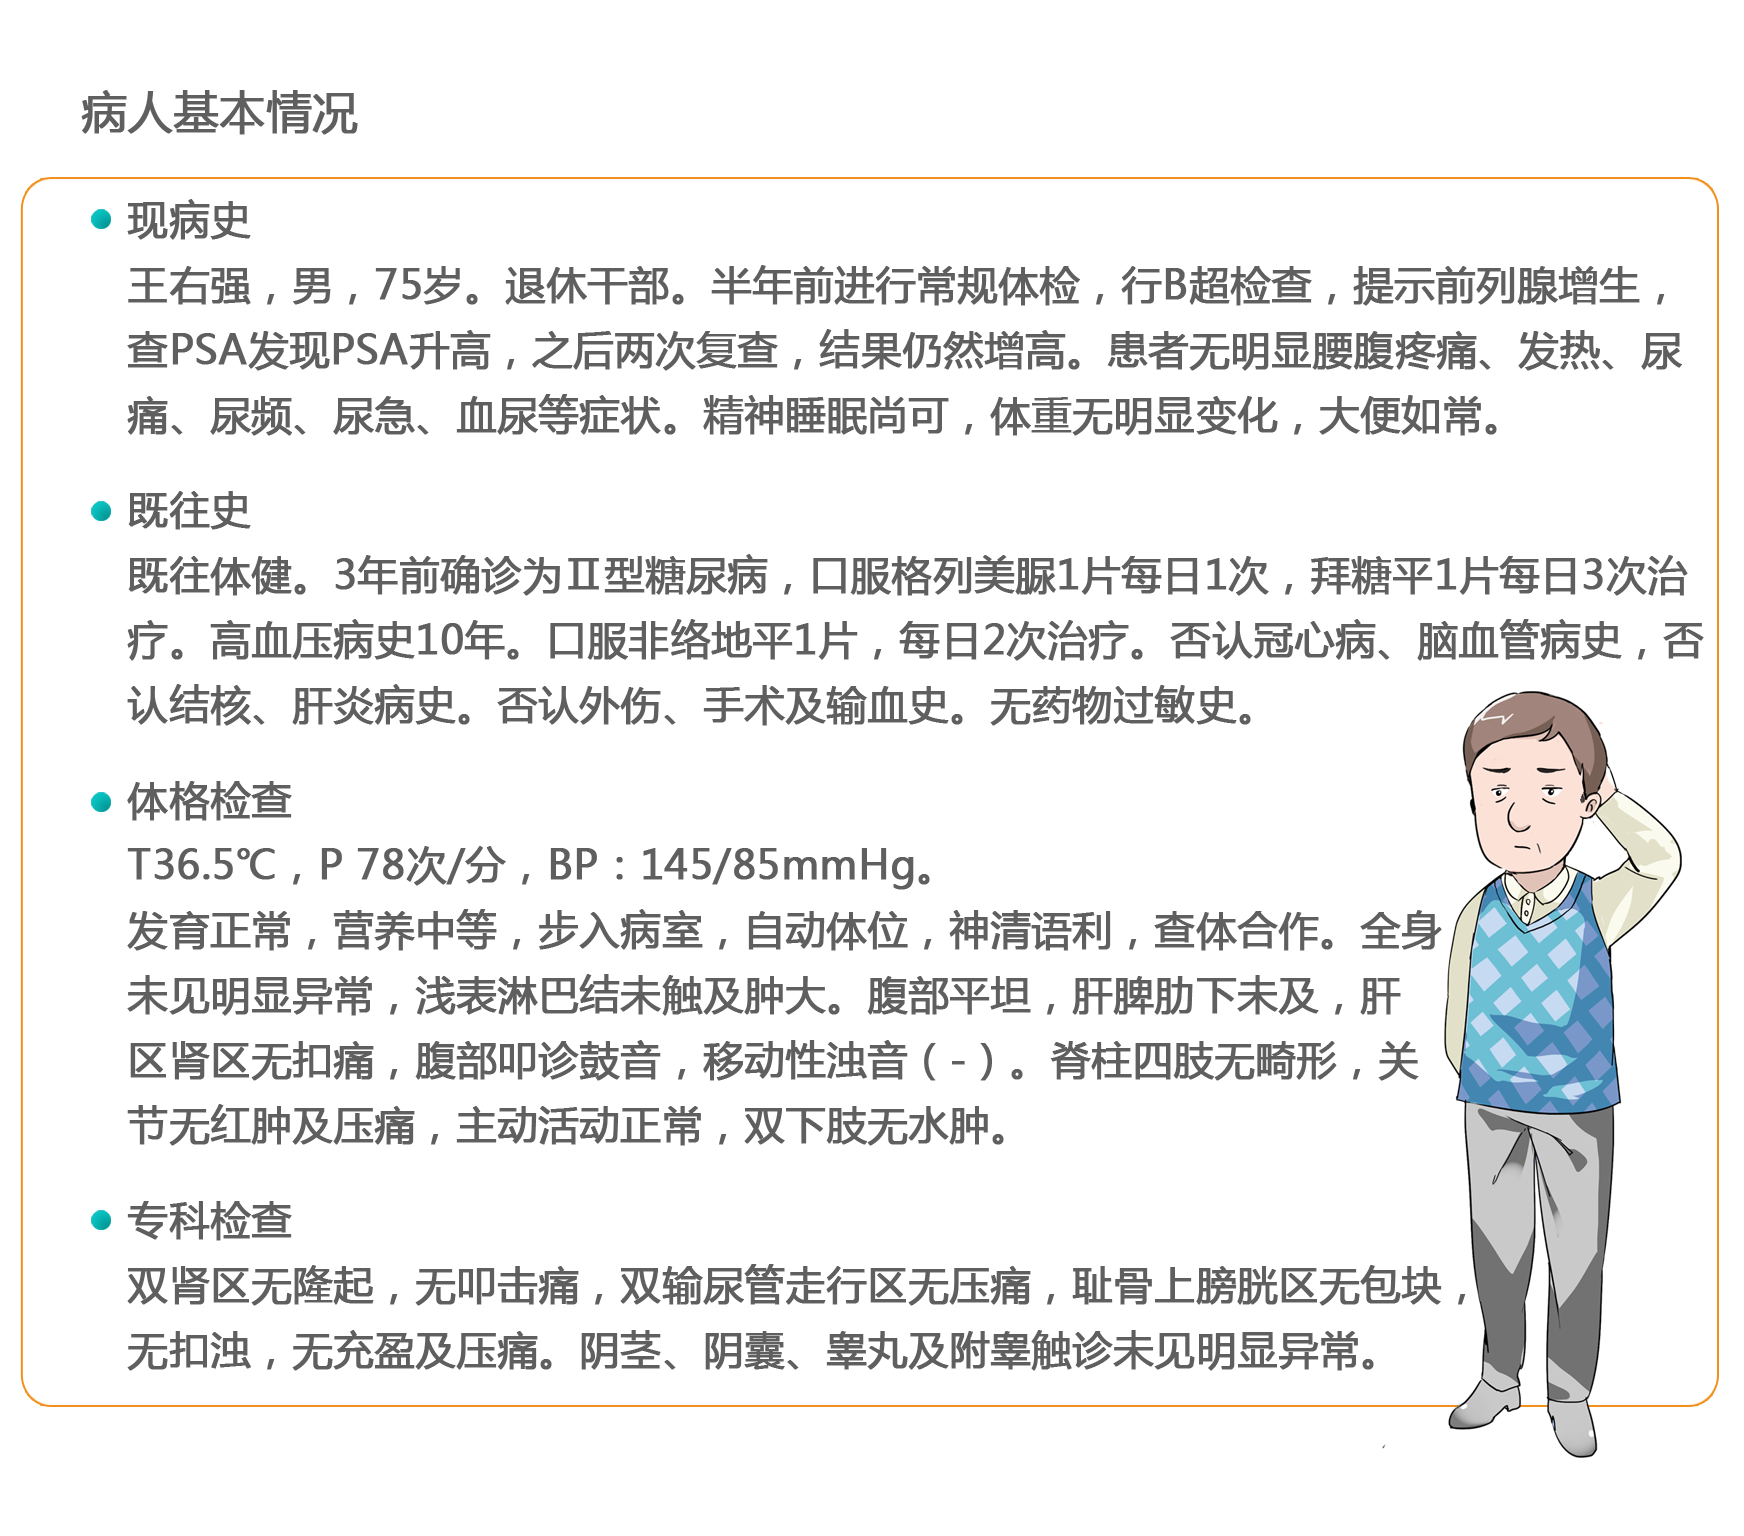 病人基本情况
现病史
王右强，男，75岁。退休干部。半年前进行常规体检，行B超检查，提示前列腺增生，
查PSA发现PSA升高，之后两次复查，结果仍然增高。患者无明显腰腹疼痛、发热、尿
痛、尿频、尿急、血尿等症状。精神睡眠尚可，体重无明显变化，大便如常。
既往史
既往体健。3年前确诊为Ⅱ型糖尿病，口服格列美脲1片每日1次，拜糖平1片每日3次治
疗。高血压病史10年。口服非络地平1片，每日2次治疗。否认冠心病、脑血管病史，否
认结核、肝炎病史。否认外伤、手术及输血史。无药物过敏史。
体格检查
T36.5℃，P 78次/分，BP：145/85mmHg。
发育正常，营养中等，步入病室，自动体位，神清语利，查体合作。全身
未见明显异常，浅表淋巴结未触及肿大。腹部平坦，肝脾肋下未及，肝
区肾区无扣痛，腹部叩诊鼓音，移动性浊音（-）。脊柱四肢无畸形，关
节无红肿及压痛，主动活动正常，双下肢无水肿。
专科检查
双肾区无隆起，无叩击痛，双输尿管走行区无压痛，耻骨上膀胱区无包块，
无扣浊，无充盈及压痛。阴茎、阴囊、睾丸及附睾触诊未见明显异常。